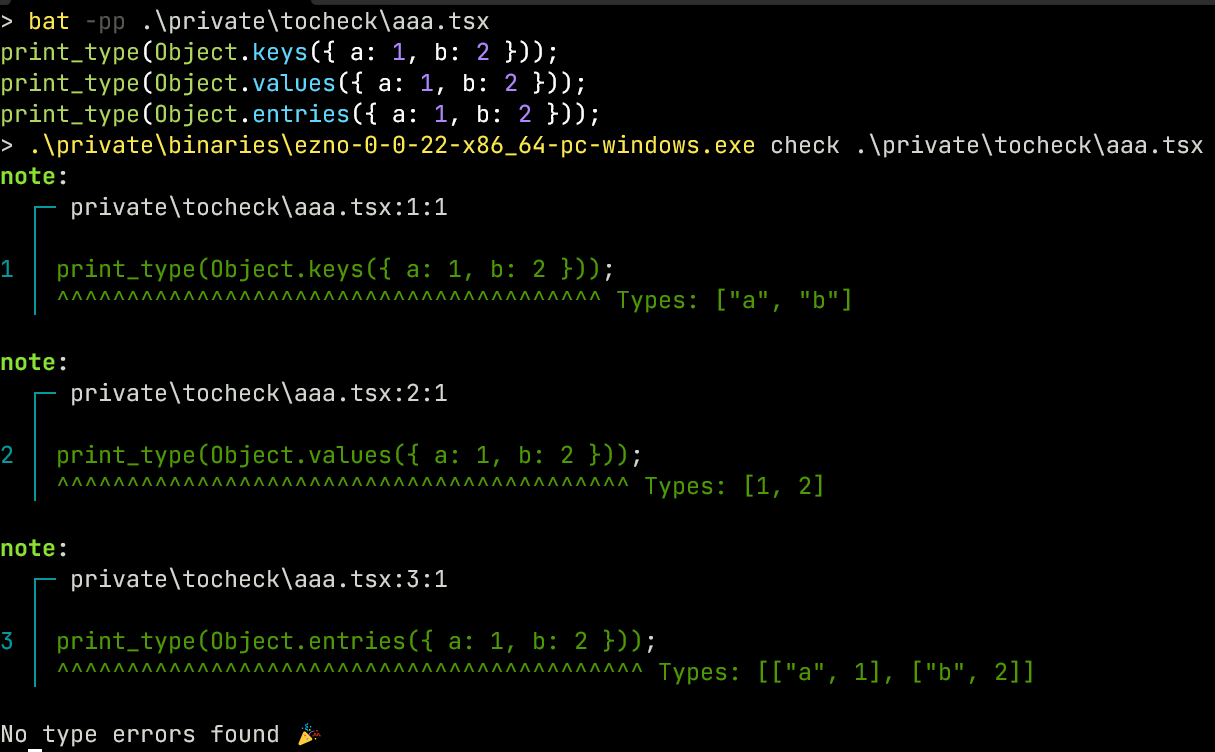 > bat -pp .\private\tocheck\aaa.tsx
print_type(Object.keys({ a: 1, b: 2 }));
print_type(Object.values({ a: 1, b: 2 }));
print_type(Object.entries({ a: 1, b: 2 }));
> .\private\binaries\ezno-0-0-22-x86_64-pc-windows.exe check .\private\tocheck\aaa.tsx
note:
private\tocheck\aaa.tsx:1:1
1 print_type(Object.keys({ a: 1, b: 2 }));
^^^^^^^^^^^^^^^^^^^^^^^^^^^^^^^^^^^^^^^ Types: ["a", "b"]
note:
private\tocheck\aaa.tsx:2:1
2 print_type(Object.values({ a: 1, b: 2 }));
^^^^^^^^^^^^^^^^^^^^^^^^^^^^^^^^^^^^^^^^^ Types: [1, 2]
note:
private\tocheck\aaa.tsx:3:1
3 print_type(Object.entries({ a: 1, b: 2 }));
^^^^^^^^^^^^^^^^^^^^^^^^^^^^^^^^^^^^^^^^^^ Types: [["a", 1], ["b", 2]]
No type errors found 🎉